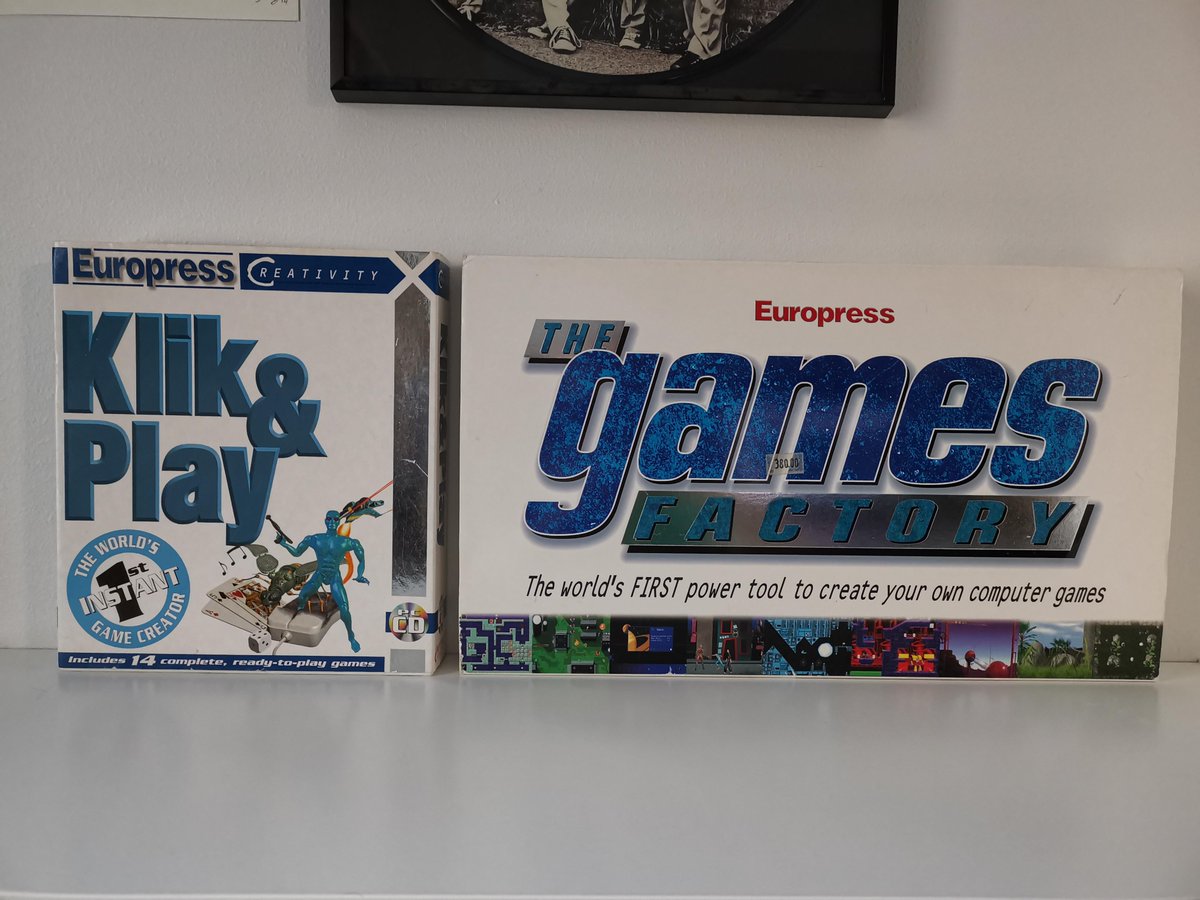 Europress
CREATIVITY
Klik &
Play
THE WORLD'S
1st
INSTANT
GAME CREATOR
CD
Includes 14 complete, ready-to-play games
Europress
THE
games
FACTORY
380.00
The world's FIRST power tool to create your own computer games